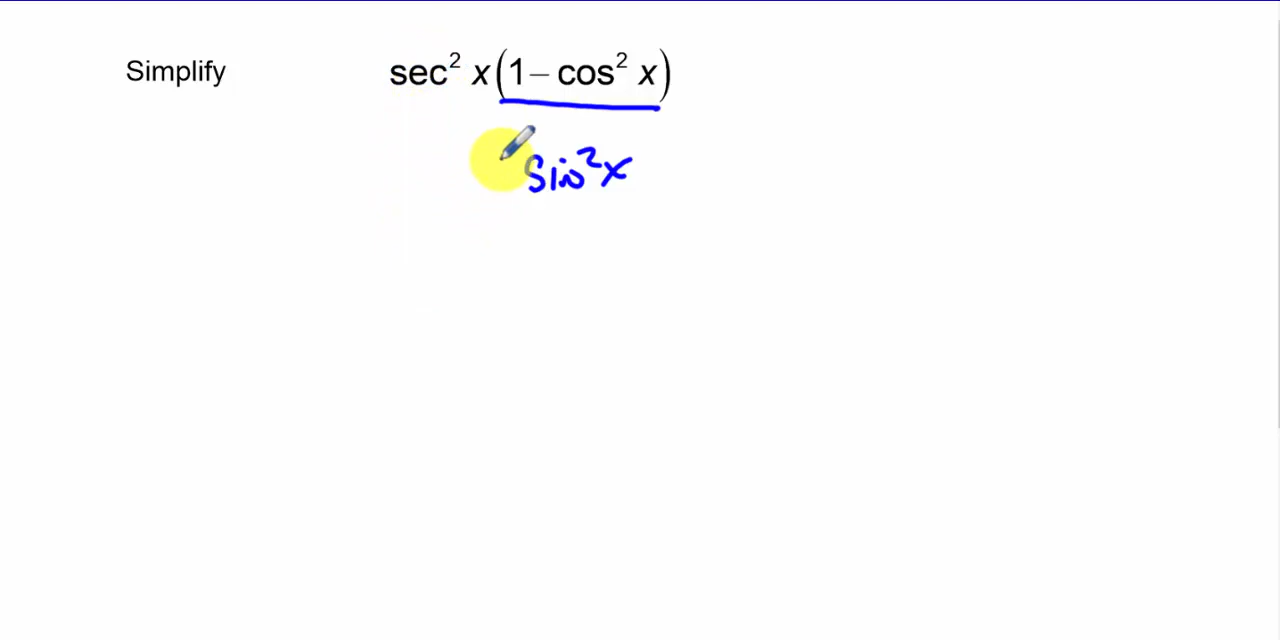 Simplify sec² x(1 – cos² x)
sin²x